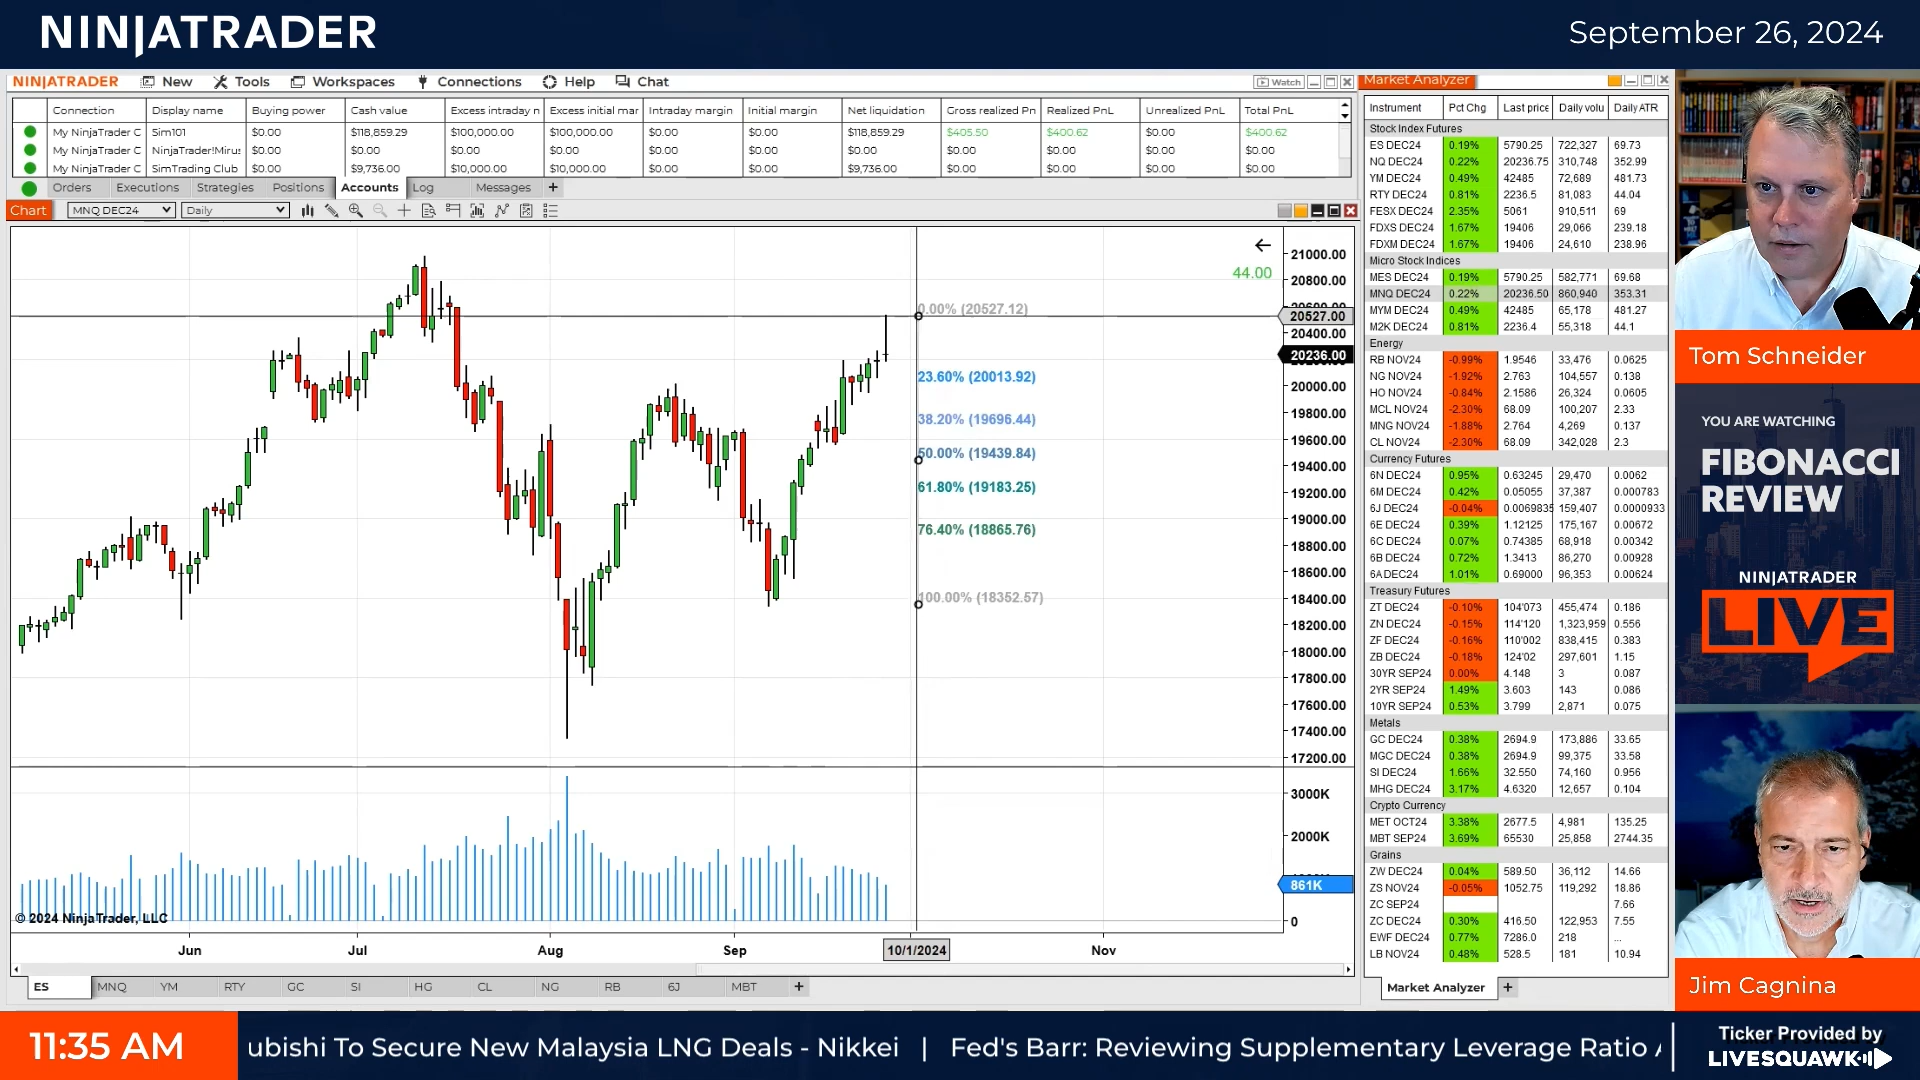 NINJATRADER
September 26, 2024
NINJATRADER New Tools Workspaces Connections Help Chat Watch
Connection Display name Buying power Cash value Excess intraday n Excess initial mar Intraday margin Initial margin Net liquidation Gross realized Pn Realized PnL Unrealized PnL Total PnL
My NinjaTrader C Sim101 $0.00 $118,859.29 $100,000.00 $100,000.00 $0.00 $0.00 $118,859.29 $405.50 $400.62 $0.00 $400.62
My NinjaTrader C NinjaTrader!Mirus $0.00 $0.00 $0.00 $0.00 $0.00 $0.00 $0.00 $0.00 $0.00 $0.00 $0.00
My NinjaTrader C SimTrading Club $0.00 $9,736.00 $10,000.00 $10,000.00 $0.00 $0.00 $9,736.00 $0.00 $0.00 $0.00 $0.00
Orders Executions Strategies Positions Accounts Log Messages +
Chart MNQ DEC24 Daily
44.00
0.00% (20527.12)
23.60% (20013.92)
38.20% (19696.44)
50.00% (19439.84)
61.80% (19183.25)
76.40% (18865.76)
100.00% (18352.57)
21000.00
20800.00
20600.00
20527.00
20400.00
20236.00
20000.00
19800.00
19600.00
19400.00
19200.00
19000.00
18800.00
18600.00
18400.00
18200.00
18000.00
17800.00
17600.00
17400.00
17200.00
3000K
2000K
861K
0
© 2024 NinjaTrader, LLC
Jun Jul Aug Sep 10/1/2024 Nov
ES MNQ YM RTY GC SI HG CL NG RB 6J MBT +
Market Analyzer
Instrument Pct Chg Last price Daily volu Daily ATR
Stock Index Futures
ES DEC24 0.19% 5790.25 722,327 69.73
NQ DEC24 0.22% 20236.75 310,748 352.99
YM DEC24 0.49% 42485 72,689 481.73
RTY DEC24 0.81% 2236.5 81,083 44.04
FESX DEC24 2.35% 5061 910,511 69
FDXS DEC24 1.67% 19406 29,066 239.18
FDXM DEC24 1.67% 19406 24,610 238.96
Micro Stock Indices
MES DEC24 0.19% 5790.25 582,771 69.68
MNQ DEC24 0.22% 20236.50 860,940 353.31
MYM DEC24 0.49% 42485 65,178 481.27
M2K DEC24 0.81% 2236.4 55,318 44.1
Energy
RB NOV24 -0.99% 1.9546 33,476 0.0625
NG NOV24 -1.92% 2.763 104,557 0.138
HO NOV24 -0.84% 2.1586 26,324 0.0605
MCL NOV24 -2.30% 68.09 100,207 2.33
MNG NOV24 -1.88% 2.764 4,269 0.137
CL NOV24 -2.30% 68.09 342,028 2.3
Currency Futures
6N DEC24 0.95% 0.63245 29,470 0.0062
6M DEC24 0.42% 0.05055 37,387 0.000783
6J DEC24 -0.04% 0.0069835 159,407 0.0000933
6E DEC24 0.39% 1.12125 175,167 0.00672
6C DEC24 0.07% 0.74385 68,918 0.00342
6B DEC24 0.72% 1.3413 86,270 0.00928
6A DEC24 1.01% 0.69000 96,353 0.00624
Treasury Futures
ZT DEC24 -0.10% 104'073 455,474 0.186
ZN DEC24 -0.15% 114'120 1,323,959 0.556
ZF DEC24 -0.16% 110'002 838,415 0.383
ZB DEC24 -0.18% 124'02 297,601 1.15
30YR SEP24 0.00% 4.148 3 0.087
2YR SEP24 1.49% 3.603 143 0.086
10YR SEP24 0.53% 3.799 2,871 0.075
Metals
GC DEC24 0.38% 2694.9 173,886 33.65
MGC DEC24 0.38% 2694.9 99,375 33.58
SI DEC24 1.66% 32.550 74,160 0.956
MHG DEC24 3.17% 4.6320 12,657 0.104
Crypto Currency
MET OCT24 3.38% 2677.5 4,981 135.25
MBT SEP24 3.69% 65530 25,858 2744.35
Grains
ZW DEC24 0.04% 589.50 36,112 14.66
ZS NOV24 -0.05% 1052.75 119,292 18.86
ZC SEP24 7.66
ZC DEC24 0.30% 416.50 122,953 7.55
EWF DEC24 0.77% 7286.0 218 ...
LB NOV24 0.48% 528.5 181 10.94
Market Analyzer +
Tom Schneider
YOU ARE WATCHING
FIBONACCI
REVIEW
NINJATRADER
LIVE
Jim Cagnina
11:35 AM
ubishi To Secure New Malaysia LNG Deals - Nikkei | Fed's Barr: Reviewing Supplementary Leverage Ratio
Ticker Provided by
LIVESQUAWK